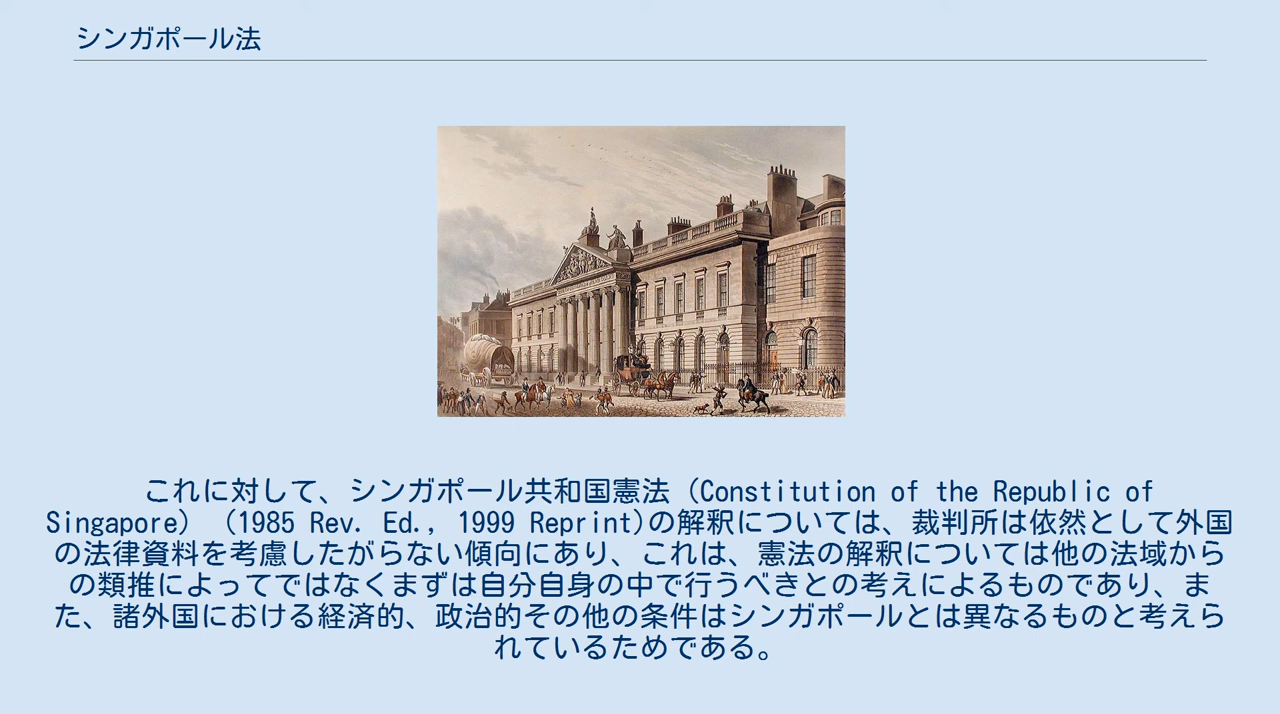 シンガポール法
これに対して、シンガポール共和国憲法（Constitution of the Republic of
Singapore） （1985 Rev. Ed., 1999 Reprint)の解釈については、裁判所は依然として外国
の法律資料を考慮したがらない傾向にあり、これは、憲法の解釈については他の法域から
の類推によってではなくまずは自分自身の中で行うべきとの考えによるものであり、ま
た、諸外国における経済的、政治的その他の条件はシンガポールとは異なるものと考えら
れているためである。